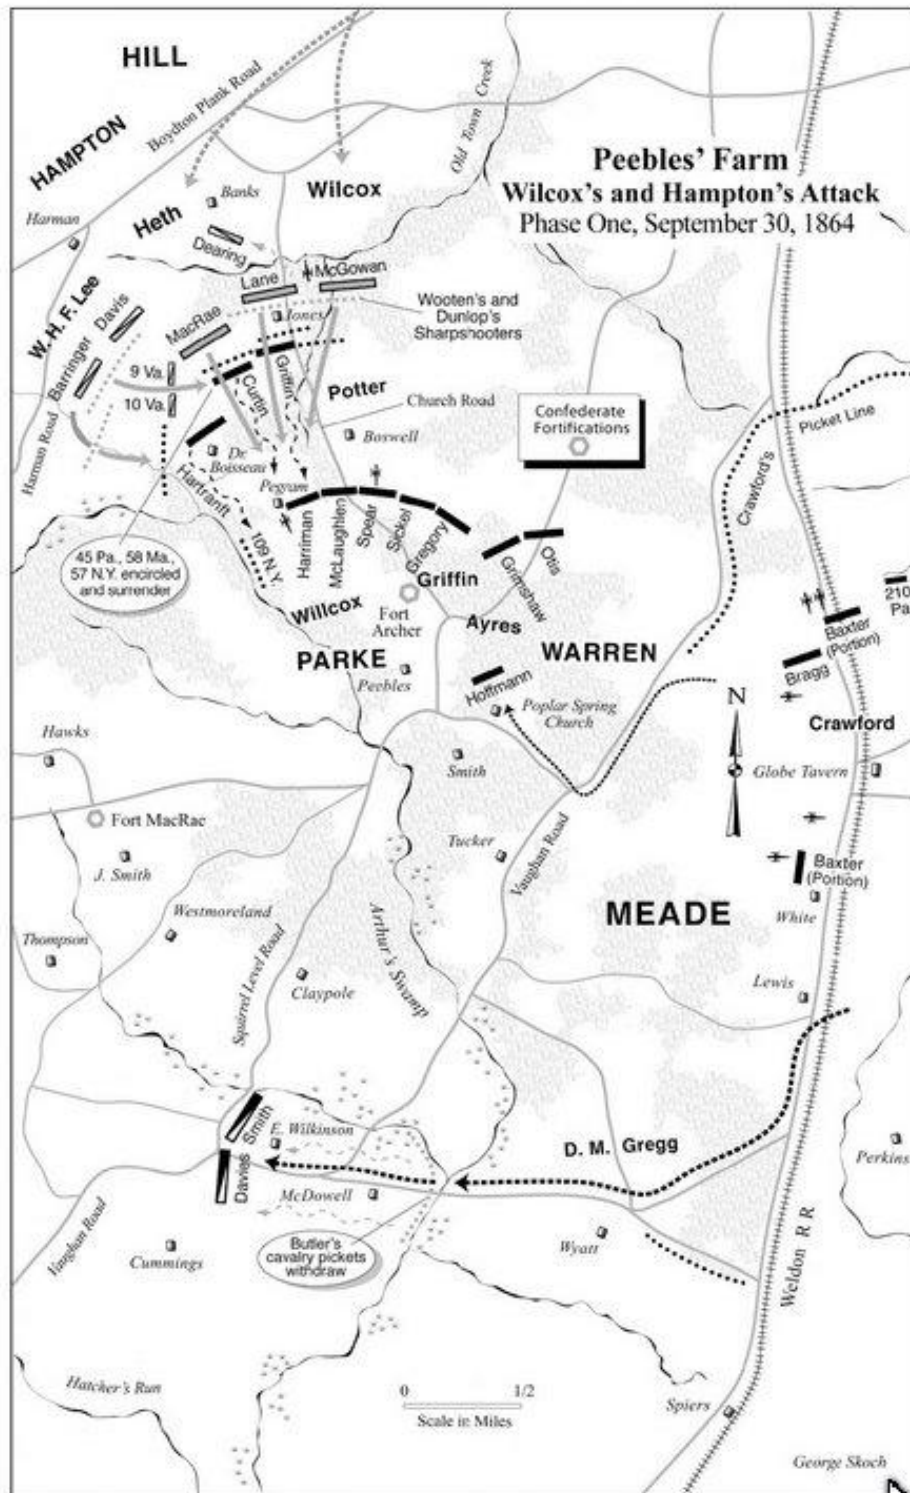 HILL
HAMPTON
Boydton Plank Road
Old Town Creek
Peebles' Farm
Wilcox's and Hampton's Attack
Phase One, September 30, 1864
Banks
Wilcox
Harman
Heth
Dearing
Lane
McGowan
Wooten's and
Dunlop's
Sharpshooters
Jones
W. H. F. Lee
Davis
MacRae
Barringer
9 Va.
10 Va.
Curtin
Griffin
Potter
Church Road
Confederate
Fortifications
Picket Line
Crawford's
Harman Road
Boswell
Dr.
Boisseau
Pegram
Hartranft
109 N.Y.
Harriman
McLaughlen
Spear
Sickel
Gregory
Grimshaw
Otis
45 Pa., 58 Ma.,
57 N.Y. encircled
and surrender
Griffin
Willcox
Fort
Archer
Ayres
210
Pa
Baxter
(Portion)
Bragg
PARKE
WARREN
Peebles
Hoffmann
Poplar Spring
Church
N
Crawford
Hawks
Smith
Globe Tavern
Fort MacRae
Tucker
Vaughan Road
J. Smith
Baxter
(Portion)
Westmoreland
Arthur's Swamp
MEADE
White
Thompson
Squirrel Level Road
Claypole
Lewis
Smith
E. Wilkinson
D. M. Gregg
Perkins
Davies
McDowell
Vaughan Road
Cummings
Butler's
cavalry pickets
withdraw
Wyatt
Weldon R R
Hatcher's Run
0 1/2
Scale in Miles
Spiers
George Skoch